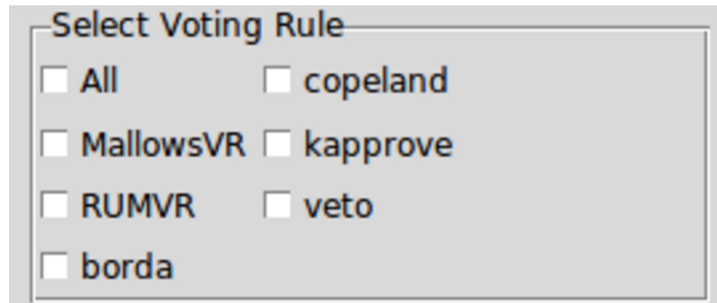 Select Voting Rule
All copeland
MallowsVR kapprove
RUMVR veto
borda